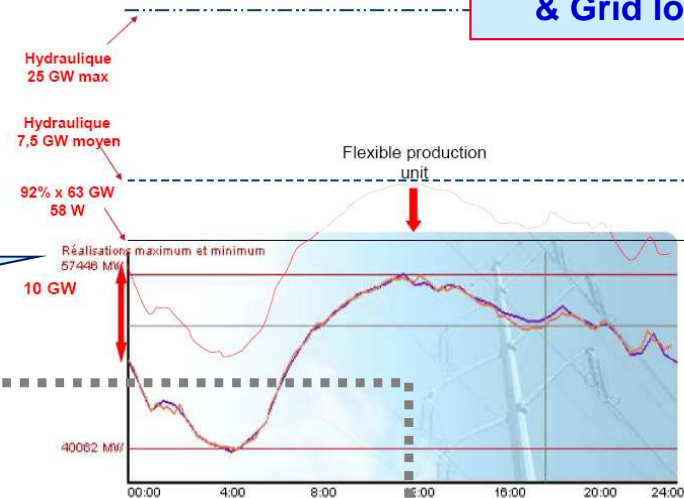 & Grid lo
Hydraulique
25 GW max
Hydraulique
7,5 GW moyen
Flexible production
unit
92% x 63 GW
58 W
Réalisations maximum et minimum
57446 MW
10 GW
40062 MW
00:00 4:00 8:00 12:00 16:00 20:00 24:00